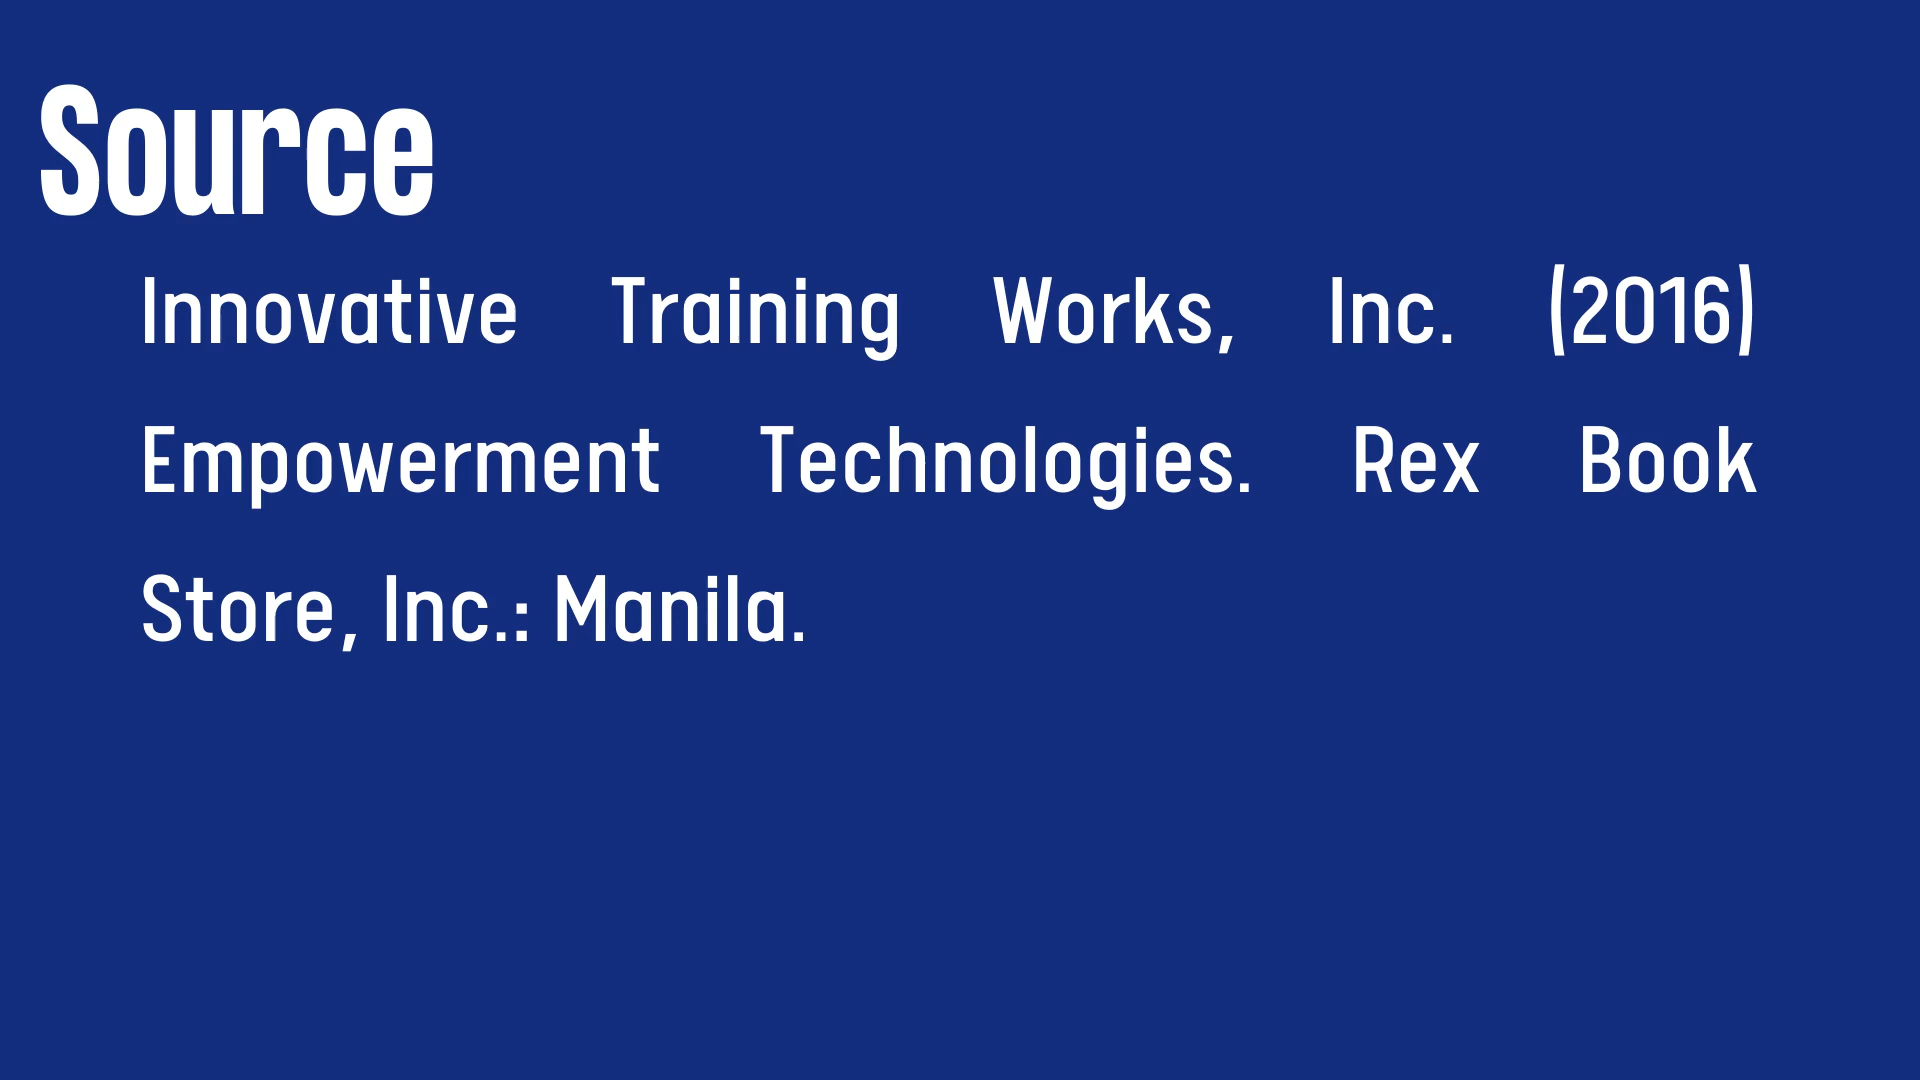 Source
Innovative Training Works, Inc. (2016)
Empowerment Technologies. Rex Book
Store, Inc.: Manila.